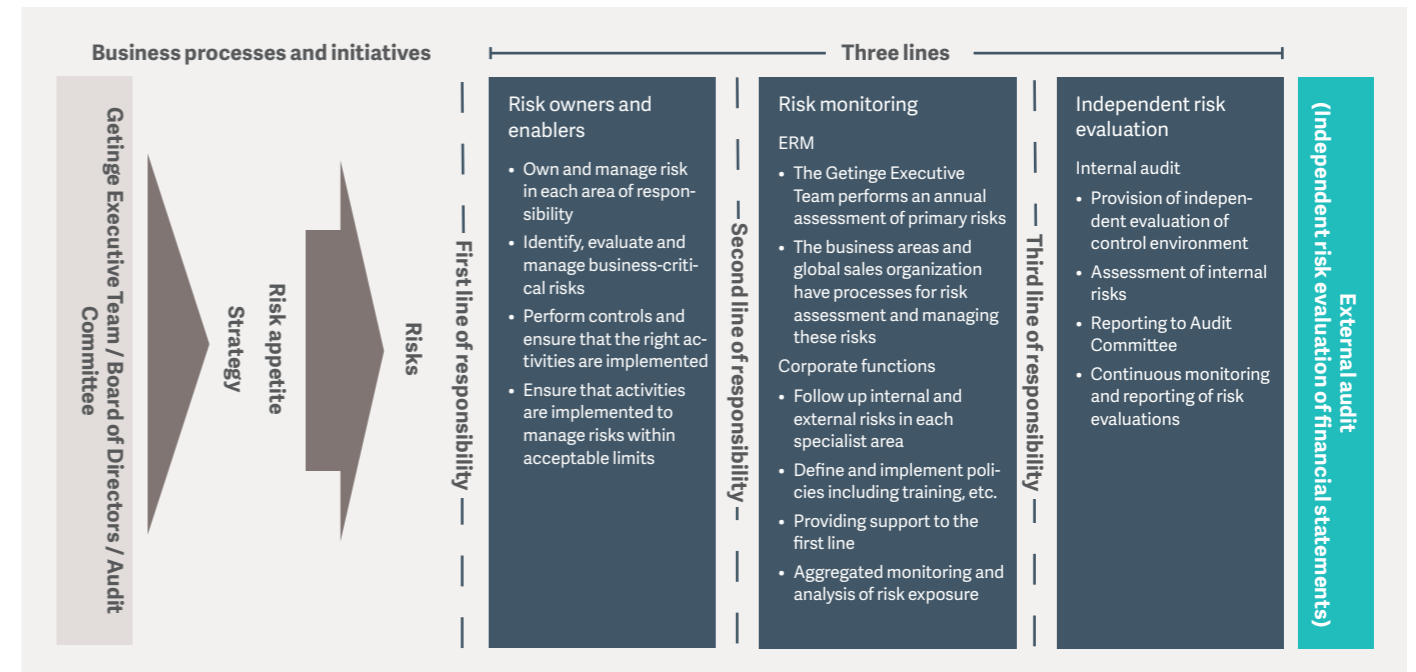 Business processes and initiatives
Three lines
Getinge Executive Team / Board of Directors / Audit
Committee
Strategy
Risk appetite
Risks
First line of responsibility
Risk owners and
enablers
• Own and manage risk
in each area of respon-
sibility
• Identify, evaluate and
manage business-criti-
cal risks
• Perform controls and
ensure that the right ac-
tivities are implemented
• Ensure that activities
are implemented to
manage risks within
acceptable limits
Second line of responsibility
Risk monitoring
ERM
• The Getinge Executive
Team performs an annual
assessment of primary risks
• The business areas and
global sales organization
have processes for risk
assessment and managing
these risks
Corporate functions
• Follow up internal and
external risks in each
specialist area
• Define and implement poli-
cies including training, etc.
• Providing support to the
first line
• Aggregated monitoring and
analysis of risk exposure
Third line of responsibility
Independent risk
evaluation
Internal audit
• Provision of indepen-
dent evaluation of
control environment
• Assessment of internal
risks
• Reporting to Audit
Committee
• Continuous monitoring
and reporting of risk
evaluations
External audit
(Independent risk evaluation of financial statements)